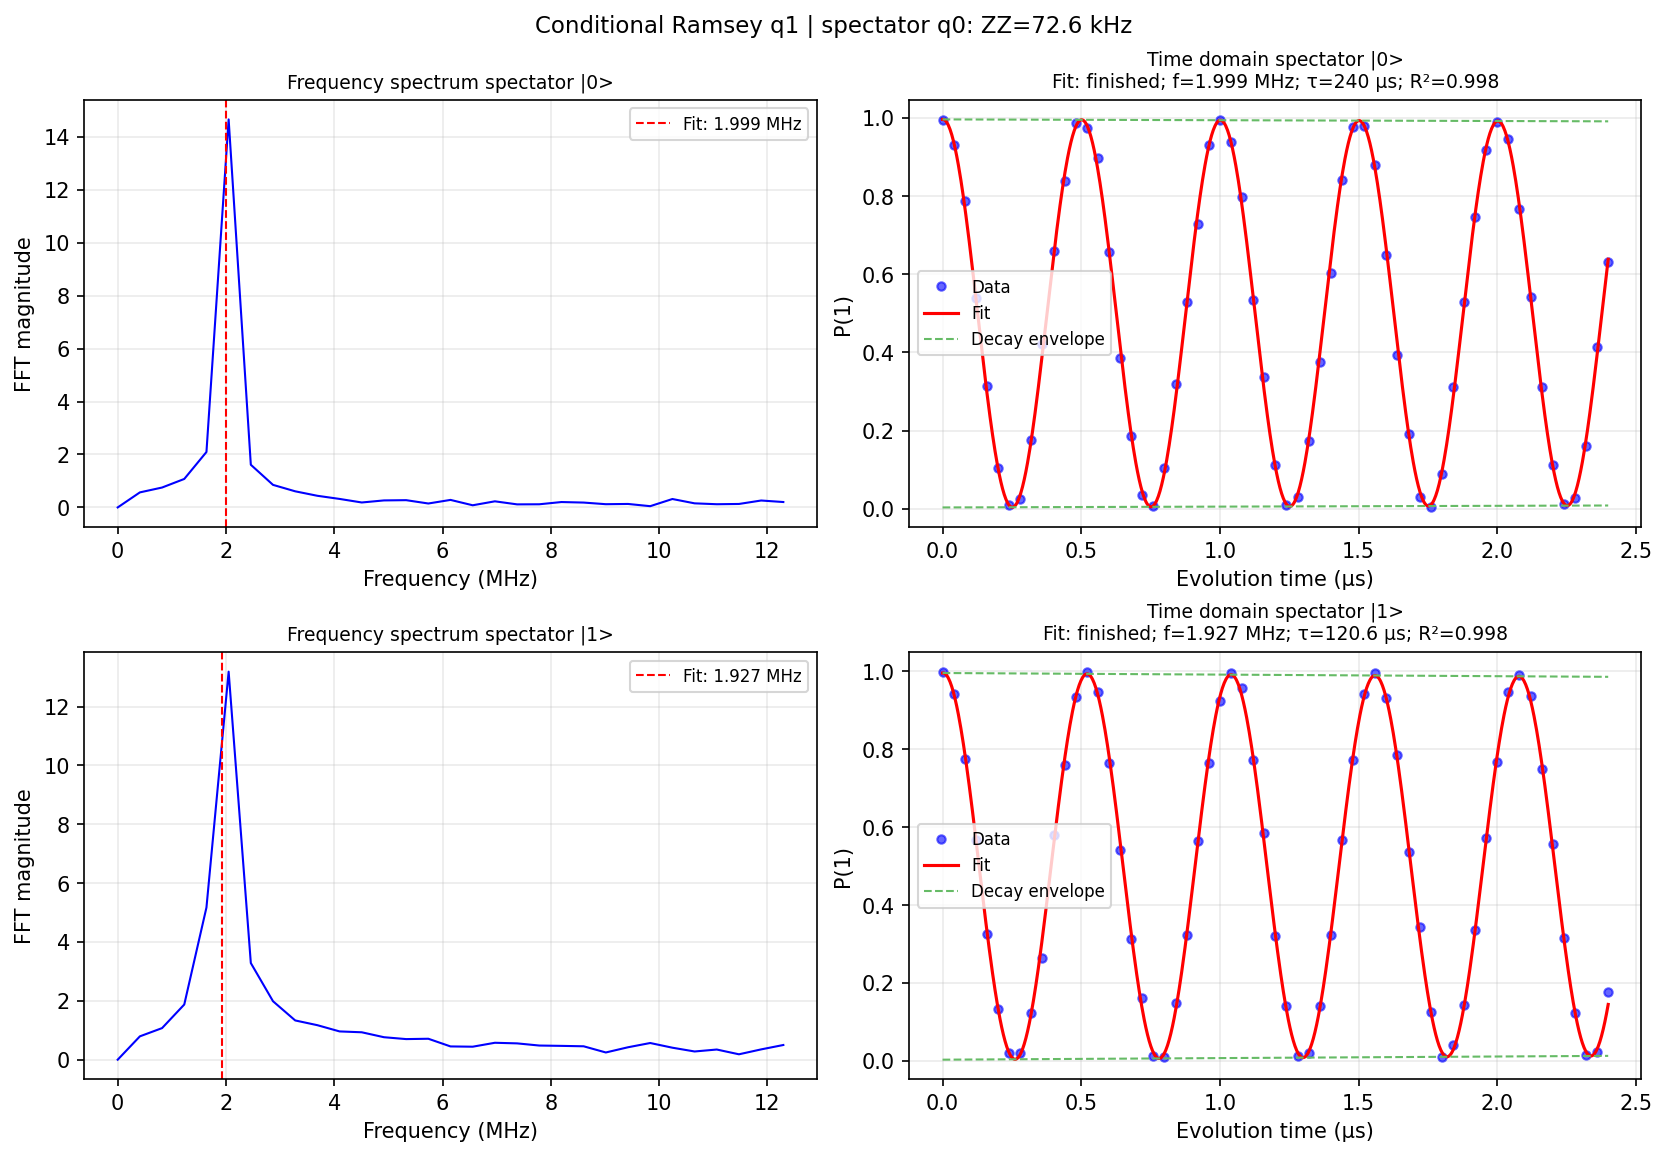 Conditional Ramsey q1 | spectator q0: ZZ=72.6 kHz
Frequency spectrum spectator |0>
Fit: 1.999 MHz
FFT magnitude
14
12
10
8
6
4
2
0
0 2 4 6 8 10 12
Frequency (MHz)
Time domain spectator |0>
Fit: finished; f=1.999 MHz; τ=240 μs; R²=0.998
P(1)
1.0
0.8
0.6
0.4
0.2
0.0
Data
Fit
Decay envelope
0.0 0.5 1.0 1.5 2.0 2.5
Evolution time (μs)
Frequency spectrum spectator |1>
Fit: 1.927 MHz
FFT magnitude
12
10
8
6
4
2
0
0 2 4 6 8 10 12
Frequency (MHz)
Time domain spectator |1>
Fit: finished; f=1.927 MHz; τ=120.6 μs; R²=0.998
P(1)
1.0
0.8
0.6
0.4
0.2
0.0
Data
Fit
Decay envelope
0.0 0.5 1.0 1.5 2.0 2.5
Evolution time (μs)